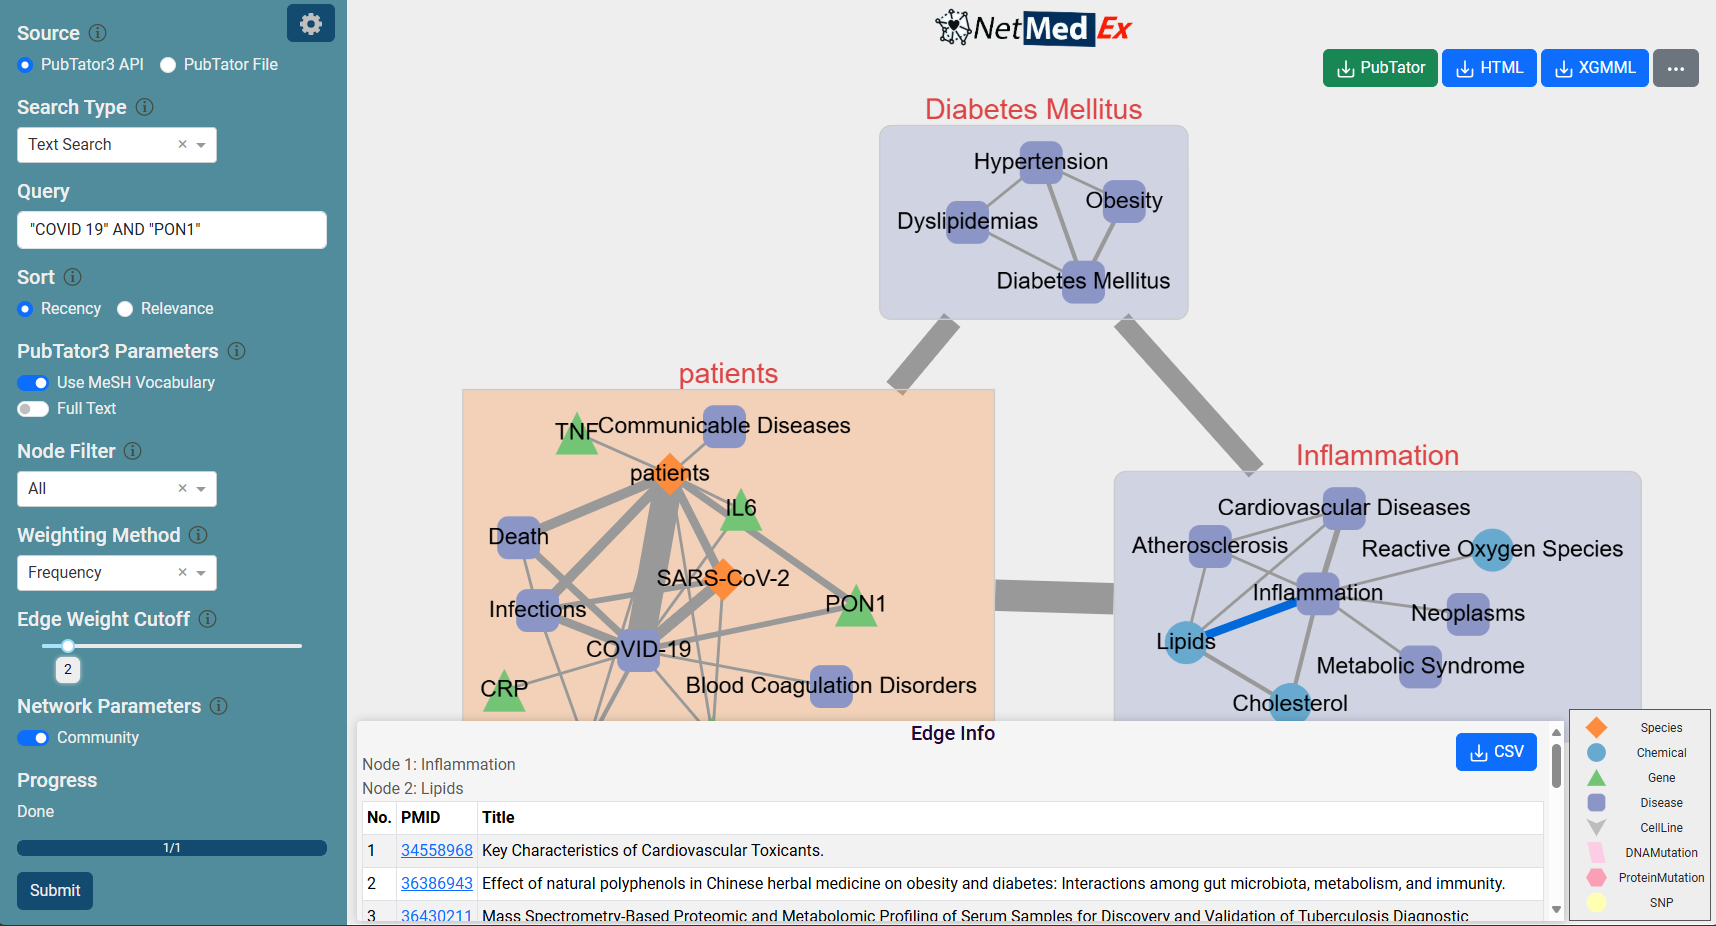 Source
PubTator3 API
PubTator File
Search Type
Text Search
Query
"COVID 19" AND "PON1"
Sort
Recency
Relevance
PubTator3 Parameters
Use MeSH Vocabulary
Full Text
Node Filter
All
Weighting Method
Frequency
Edge Weight Cutoff
2
Network Parameters
Community
Progress
Done
1/1
Submit
NetMedEx
PubTator
HTML
XGMML
Diabetes Mellitus
Hypertension
Obesity
Dyslipidemias
Diabetes Mellitus
patients
TNF
Communicable Diseases
patients
IL6
Death
SARS-CoV-2
PON1
Infections
COVID-19
CRP
Blood Coagulation Disorders
Inflammation
Cardiovascular Diseases
Atherosclerosis
Reactive Oxygen Species
Inflammation
Neoplasms
Lipids
Metabolic Syndrome
Cholesterol
Edge Info
CSV
Node 1: Inflammation
Node 2: Lipids
No. PMID Title
1 34558968 Key Characteristics of Cardiovascular Toxicants.
2 36386943 Effect of natural polyphenols in Chinese herbal medicine on obesity and diabetes: Interactions among gut microbiota, metabolism, and immunity.
3 36430211 Mass Spectrometry-Based Proteomic and Metabolomic Profiling of Serum Samples for Discovery and Validation of Tuberculosis Diagnostic
Species
Chemical
Gene
Disease
CellLine
DNAMutation
ProteinMutation
SNP